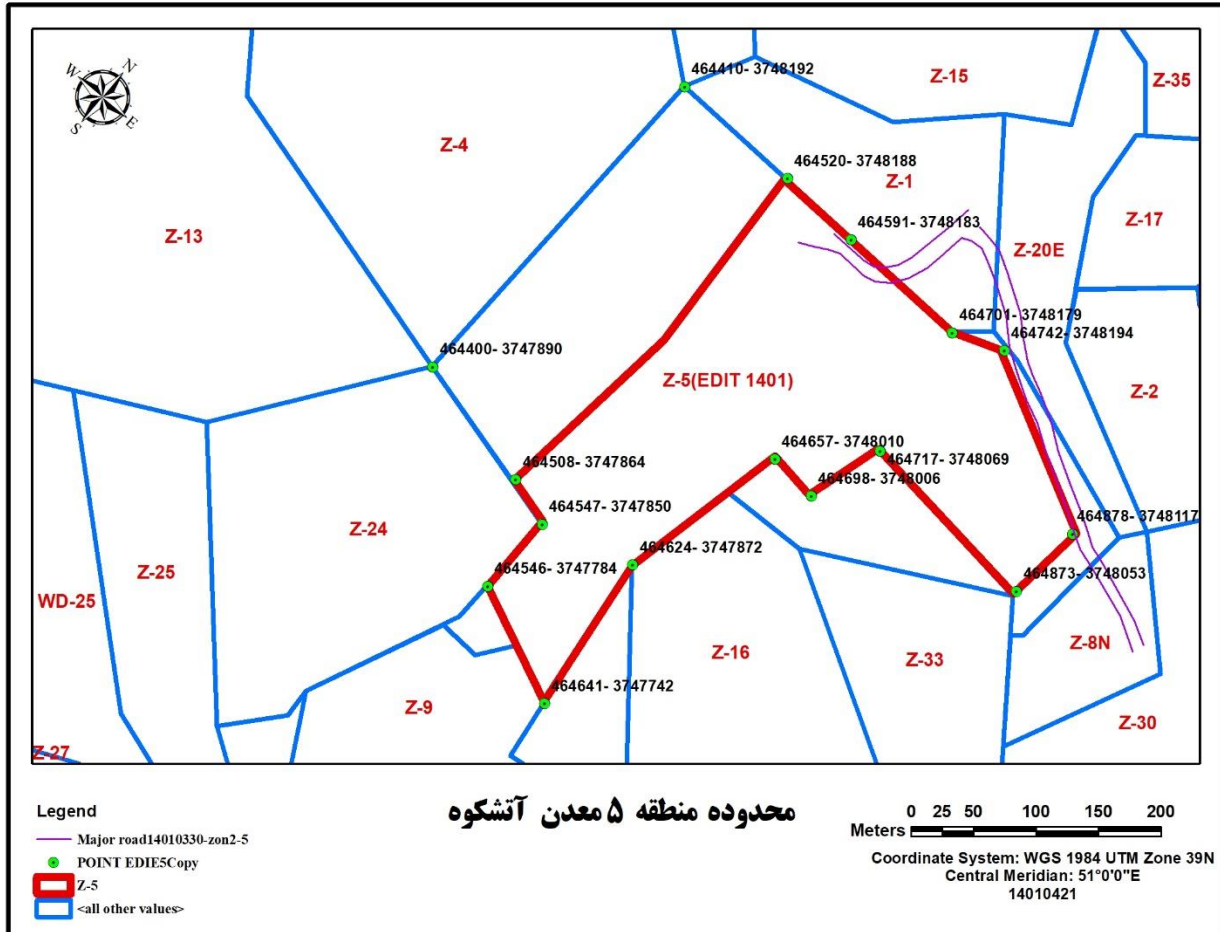 N
W
E
S
464410- 3748192
Z-15
Z-35
Z-4
464520- 3748188
Z-1
Z-13
464591- 3748183
Z-17
Z-20E
464701- 3748179
464742- 3748194
464400- 3747890
Z-5(EDIT 1401)
Z-2
464657- 3748010
464717- 3748069
464508- 3747864
464698- 3748006
464547- 3747850
464878- 3748117
Z-24
464624- 3747872
464546- 3747784
464873- 3748053
Z-25
WD-25
Z-16
Z-33
Z-8N
464641- 3747742
Z-9
Z-30
Z-27
محدوده منطقه ۵ معدن آتشکوه
Legend
Major road14010330-zon2-5
POINT EDIE5Copy
Z-5
<all other values>
0 25 50 100 150 200
Meters
Coordinate System: WGS 1984 UTM Zone 39N
Central Meridian: 51°0'0"E
14010421